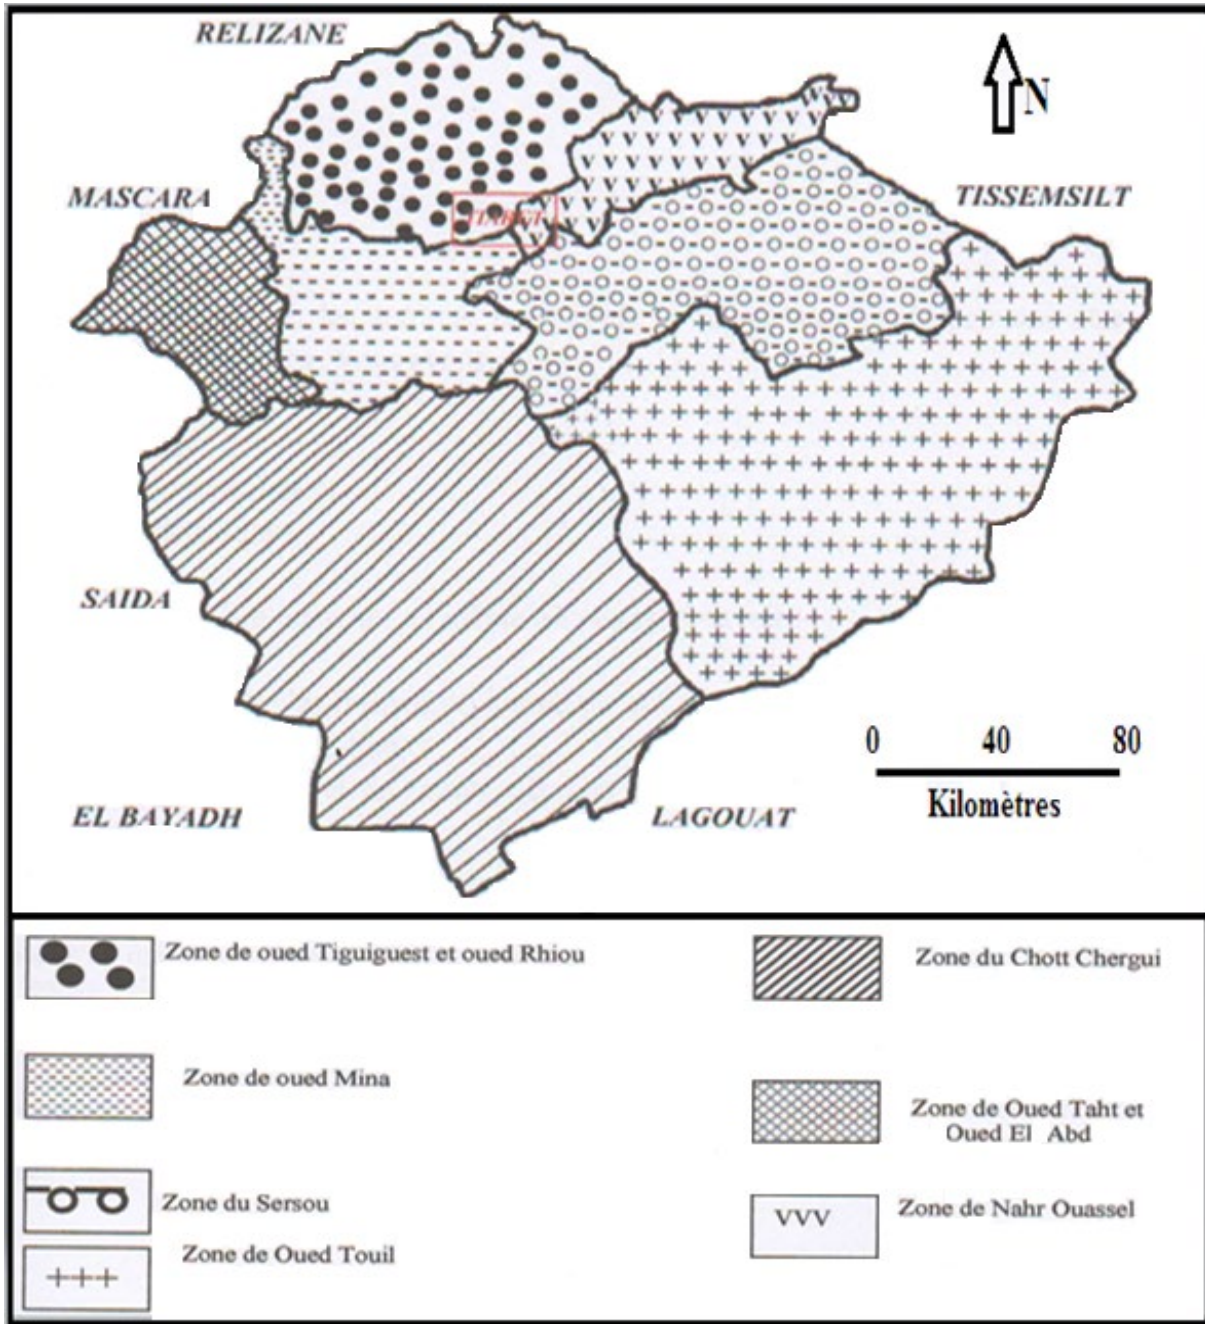 RELIZANE
N
MASCARA
TISSEMSILT
TIARET
SAIDA
0 40 80
Kilomètres
EL BAYADH
LAGOUAT
Zone de oued Tiguiguest et oued Rhiou
Zone du Chott Chergui
Zone de oued Mina
Zone de Oued Taht et
Oued El Abd
Zone du Sersou
Zone de Nahr Ouassel
VVV
Zone de Oued Touil